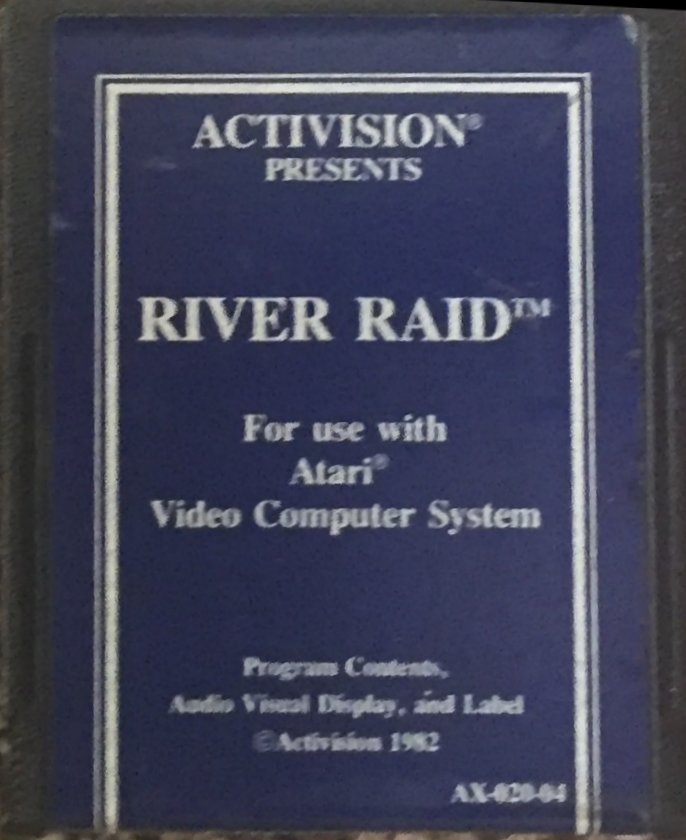 ACTIVISION®
PRESENTS
RIVER RAID™
For use with
Atari®
Video Computer System
Program Contents,
Audio Visual Display, and Label
©Activision 1982
AX-020-04